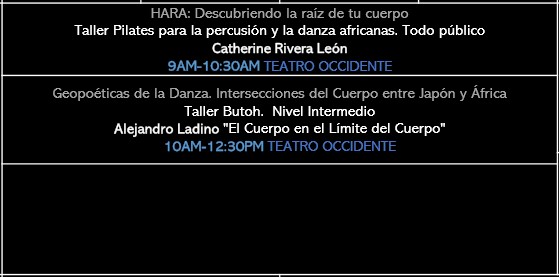 HARA: Descubriendo la raíz de tu cuerpo
Taller Pilates para la percusión y la danza africanas. Todo público
Catherine Rivera León
9AM-10:30AM TEATRO OCCIDENTE
Geopoéticas de la Danza. Intersecciones del Cuerpo entre Japón y África
Taller Butoh.  Nivel Intermedio
Alejandro Ladino "El Cuerpo en el Límite del Cuerpo"
10AM-12:30PM TEATRO OCCIDENTE